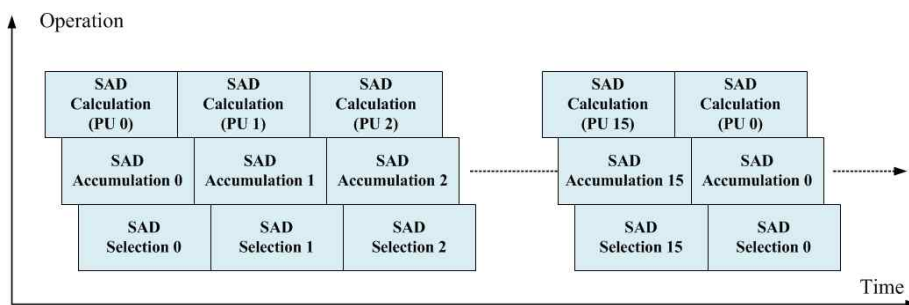 Operation
SAD
Calculation
(PU 0)
SAD
Calculation
(PU 1)
SAD
Calculation
(PU 2)
SAD
Calculation
(PU 15)
SAD
Calculation
(PU 0)
SAD
Accumulation 0
SAD
Accumulation 1
SAD
Accumulation 2
SAD
Accumulation 15
SAD
Accumulation 0
SAD
Selection 0
SAD
Selection 1
SAD
Selection 2
SAD
Selection 15
SAD
Selection 0
Time